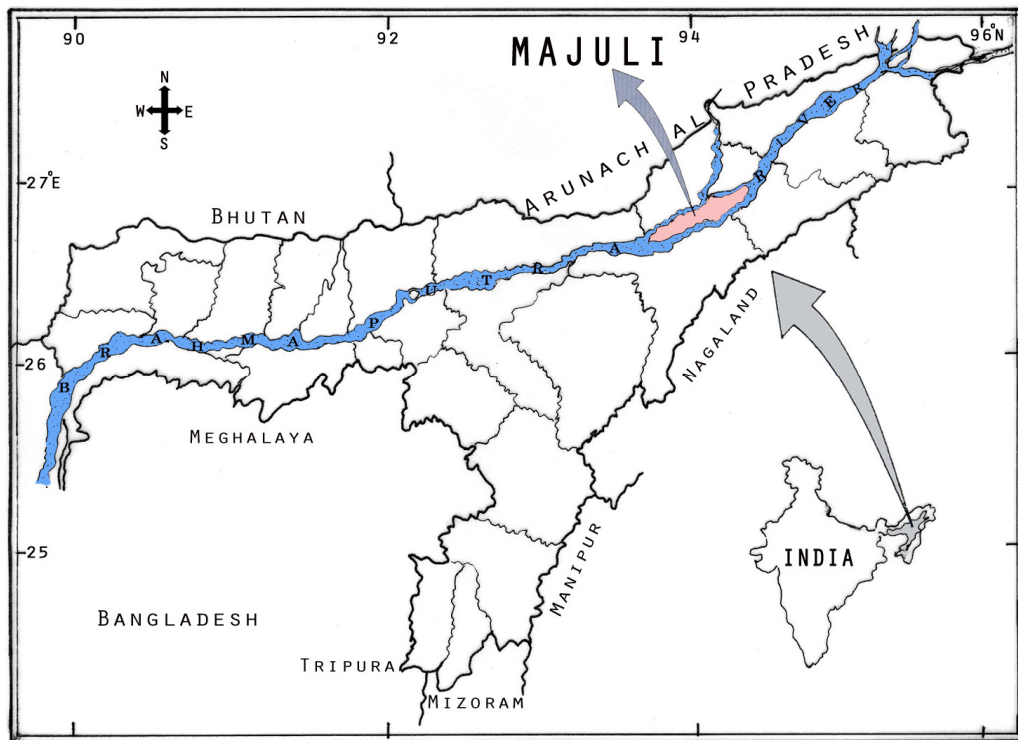 90
92
94
96°N
MAJULI
N
W E
S
ARUNACHAL PRADESH
27°E
BHUTAN
BRAHMAPUTRA RIVER
26
NAGALAND
MEGHALAYA
25
INDIA
MANIPUR
BANGLADESH
TRIPURA
MIZORAM